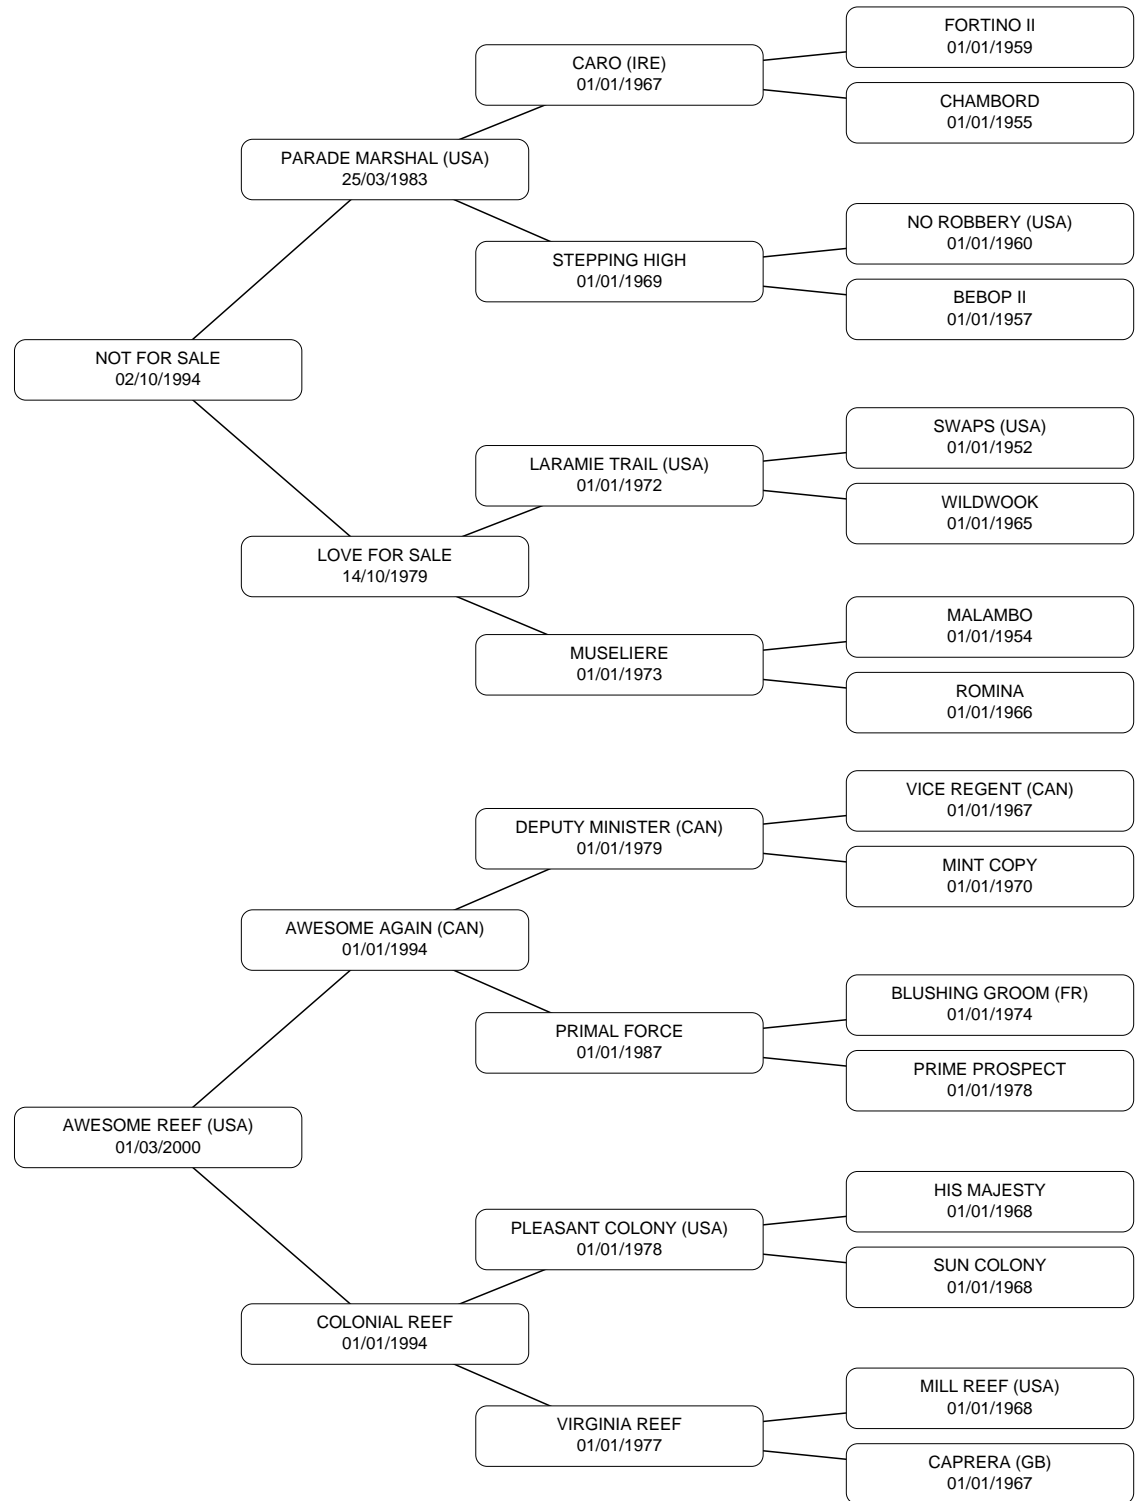 FORTINO II
01/01/1959
CARO (IRE)
01/01/1967
CHAMBORD
01/01/1955
PARADE MARSHAL (USA)
25/03/1983
NO ROBBERY (USA)
01/01/1960
STEPPING HIGH
01/01/1969
BEBOP II
01/01/1957
NOT FOR SALE
02/10/1994
SWAPS (USA)
01/01/1952
LARAMIE TRAIL (USA)
01/01/1972
WILDWOOK
01/01/1965
LOVE FOR SALE
14/10/1979
MALAMBO
01/01/1954
MUSELIERE
01/01/1973
ROMINA
01/01/1966
VICE REGENT (CAN)
01/01/1967
DEPUTY MINISTER (CAN)
01/01/1979
MINT COPY
01/01/1970
AWESOME AGAIN (CAN)
01/01/1994
BLUSHING GROOM (FR)
01/01/1974
PRIMAL FORCE
01/01/1987
PRIME PROSPECT
01/01/1978
AWESOME REEF (USA)
01/03/2000
HIS MAJESTY
01/01/1968
PLEASANT COLONY (USA)
01/01/1978
SUN COLONY
01/01/1968
COLONIAL REEF
01/01/1994
MILL REEF (USA)
01/01/1968
VIRGINIA REEF
01/01/1977
CAPRERA (GB)
01/01/1967